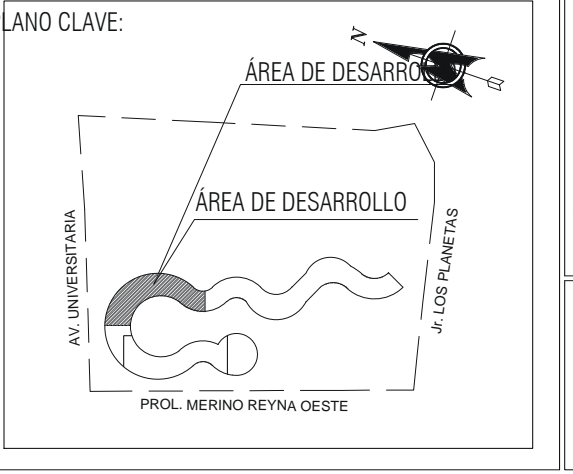 LANO CLAVE:
N
ÁREA DE DESARRO
ÁREA DE DESARROLLO
AV. UNIVERSITARIA
Jr. LOS PLANETAS
PROL. MERINO REYNA OESTE